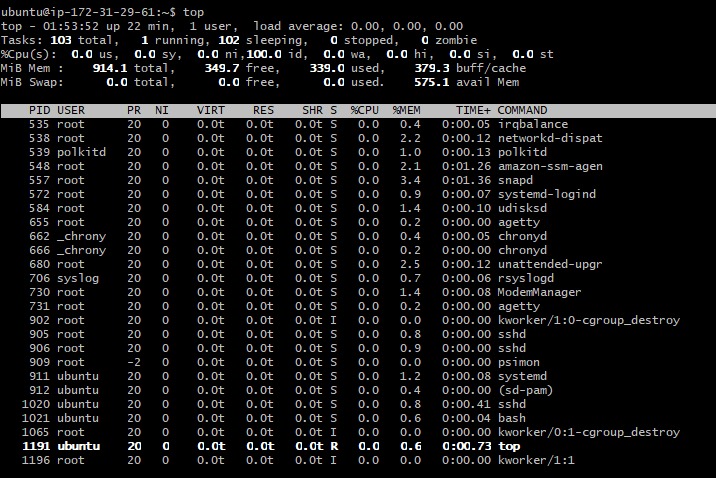 ubuntu@ip-172-31-29-61:~$ top
top - 01:53:52 up 22 min,  1 user,  load average: 0.00, 0.00, 0.00
Tasks: 103 total,   1 running, 102 sleeping,   0 stopped,   0 zombie
%Cpu(s):  0.0 us,  0.0 sy,  0.0 ni,100.0 id,  0.0 wa,  0.0 hi,  0.0 si,  0.0 st
MiB Mem :    914.1 total,    349.7 free,    339.0 used,    379.3 buff/cache
MiB Swap:      0.0 total,      0.0 free,      0.0 used.    575.1 avail Mem
PID USER      PR  NI    VIRT    RES    SHR S  %CPU  %MEM     TIME+ COMMAND
535 root      20   0    0.0t   0.0t   0.0t S   0.0   0.4   0:00.05 irqbalance
538 root      20   0    0.0t   0.0t   0.0t S   0.0   2.2   0:00.12 networkd-dispat
539 polkitd   20   0    0.0t   0.0t   0.0t S   0.0   1.0   0:00.13 polkitd
548 root      20   0    0.0t   0.0t   0.0t S   0.0   2.1   0:01.26 amazon-ssm-agen
557 root      20   0    0.0t   0.0t   0.0t S   0.0   3.4   0:01.36 snapd
572 root      20   0    0.0t   0.0t   0.0t S   0.0   0.9   0:00.07 systemd-logind
584 root      20   0    0.0t   0.0t   0.0t S   0.0   1.4   0:00.10 udisksd
655 root      20   0    0.0t   0.0t   0.0t S   0.0   0.2   0:00.00 agetty
662 _chrony   20   0    0.0t   0.0t   0.0t S   0.0   0.4   0:00.05 chronyd
666 _chrony   20   0    0.0t   0.0t   0.0t S   0.0   0.2   0:00.00 chronyd
680 root      20   0    0.0t   0.0t   0.0t S   0.0   2.5   0:00.12 unattended-upgr
706 syslog    20   0    0.0t   0.0t   0.0t S   0.0   0.7   0:00.06 rsyslogd
730 root      20   0    0.0t   0.0t   0.0t S   0.0   1.4   0:00.08 ModemManager
731 root      20   0    0.0t   0.0t   0.0t S   0.0   0.2   0:00.00 agetty
902 root      20   0    0.0t   0.0t   0.0t I   0.0   0.0   0:00.00 kworker/1:0-cgroup_destroy
905 root      20   0    0.0t   0.0t   0.0t S   0.0   0.8   0:00.00 sshd
906 root      20   0    0.0t   0.0t   0.0t S   0.0   0.9   0:00.00 sshd
909 root      -2   0    0.0t   0.0t   0.0t S   0.0   0.0   0:00.00 psimon
911 ubuntu    20   0    0.0t   0.0t   0.0t S   0.0   1.2   0:00.08 systemd
912 ubuntu    20   0    0.0t   0.0t   0.0t S   0.0   0.4   0:00.00 (sd-pam)
1020 ubuntu    20   0    0.0t   0.0t   0.0t S   0.0   0.8   0:00.41 sshd
1021 ubuntu    20   0    0.0t   0.0t   0.0t S   0.0   0.6   0:00.04 bash
1065 root      20   0    0.0t   0.0t   0.0t I   0.0   0.0   0:00.00 kworker/0:1-cgroup_destroy
1191 ubuntu    20   0    0.0t   0.0t   0.0t R   0.0   0.6   0:00.73 top
1196 root      20   0    0.0t   0.0t   0.0t I   0.0   0.0   0:00.00 kworker/1:1